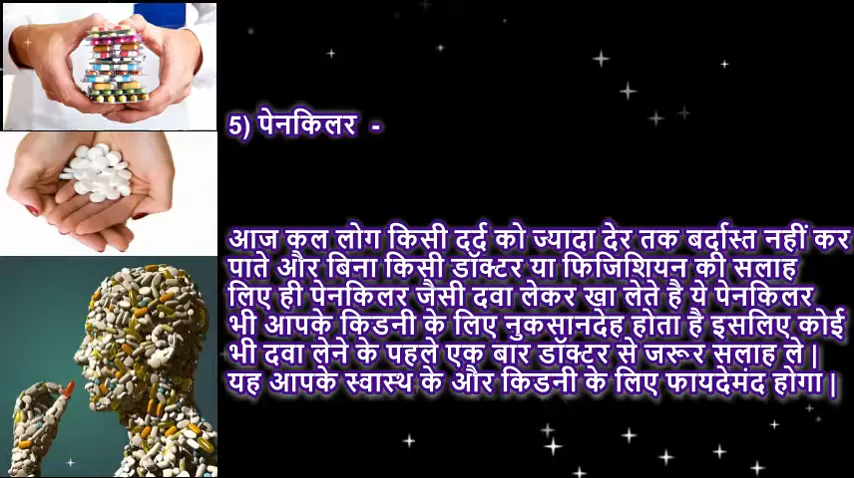 5) पेनकिलर -
आज कल लोग किसी दर्द को ज्यादा देर तक बर्दास्त नहीं कर
पाते और बिना किसी डॉक्टर या फिजिशियन की सलाह
लिए ही पेनकिलर जैसी दवा लेकर खा लेते है ये पेनकिलर
भी आपके किडनी के लिए नुकसानदेह होता है इसलिए कोई
भी दवा लेने के पहले एक बार डॉक्टर से जरूर सलाह ले |
यह आपके स्वास्थ के और किडनी के लिए फायदेमंद होगा |